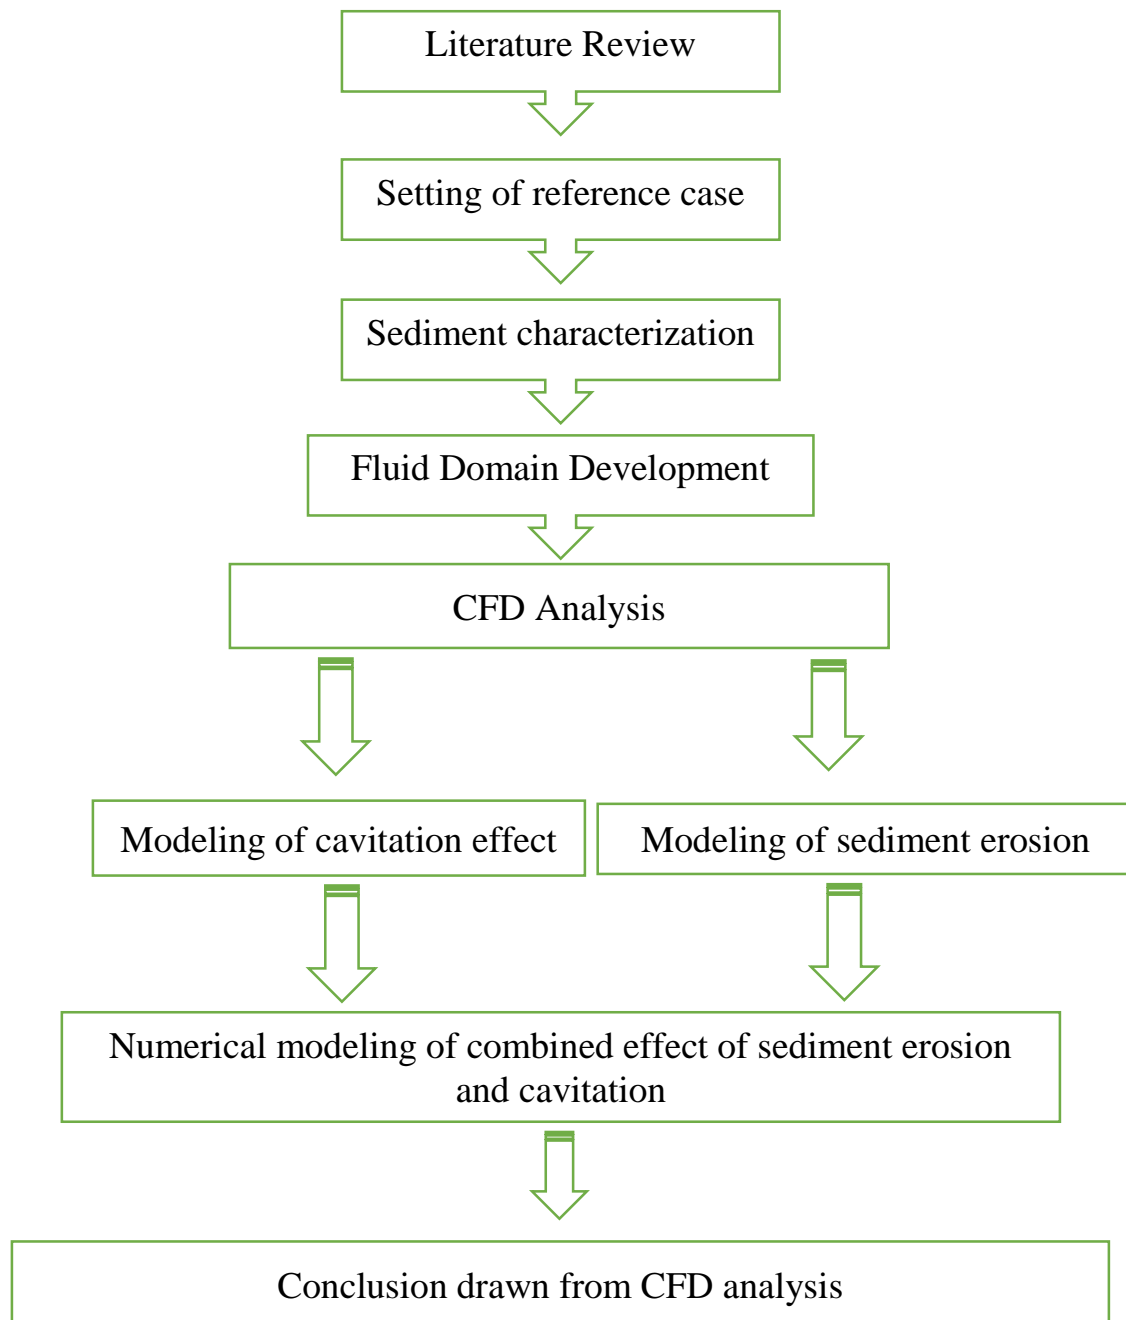 Literature Review
Setting of reference case
Sediment characterization
Fluid Domain Development
CFD Analysis
Modeling of cavitation effect
Modeling of sediment erosion
Numerical modeling of combined effect of sediment erosion
and cavitation
Conclusion drawn from CFD analysis